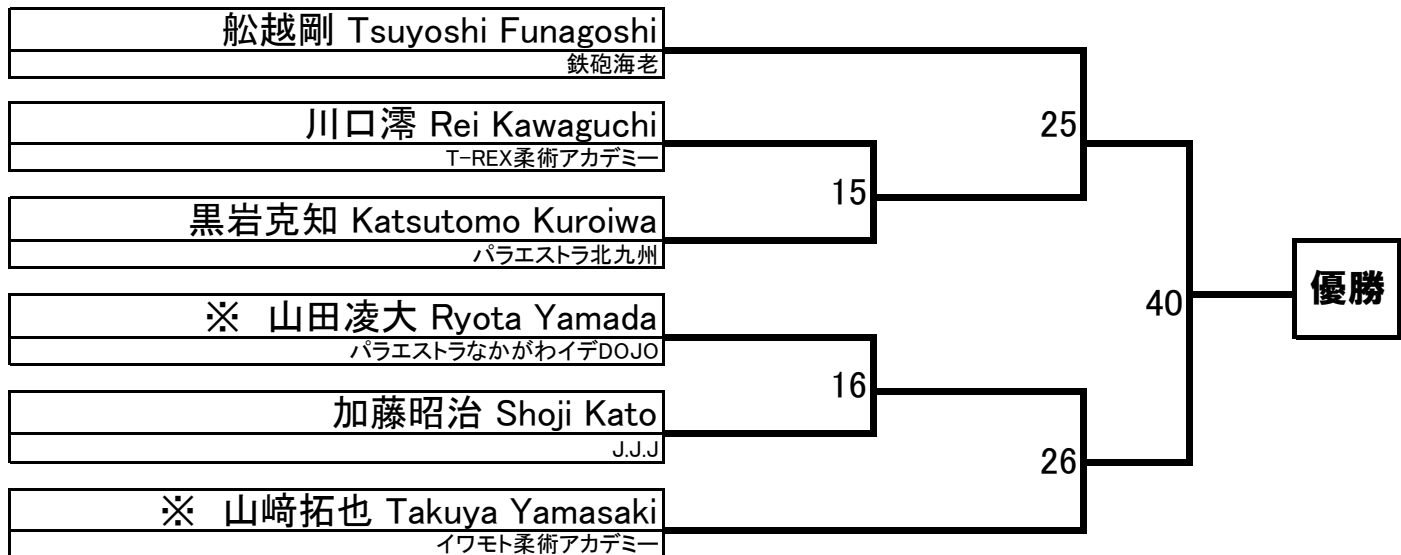 舩越剛 Tsuyoshi Funagoshi
鉄砲海老
川口澪 Rei Kawaguchi
T-REX柔術アカデミー
黒岩克知 Katsutomo Kuroiwa
パラエストラ北九州
※ 山田凌大 Ryota Yamada
パラエストラなかがわイデDOJO
加藤昭治 Shoji Kato
J.J.J
※ 山﨑拓也 Takuya Yamasaki
イワモト柔術アカデミー
15
16
25
26
40
優勝